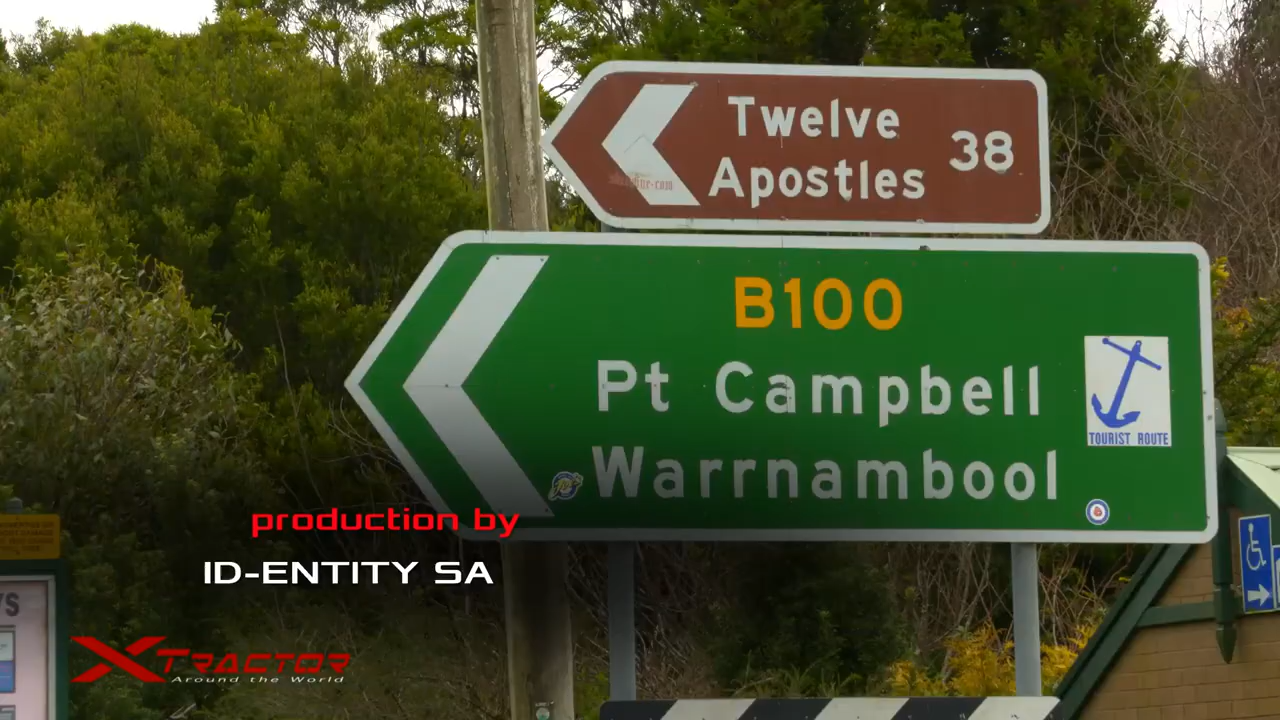 Twelve
Apostles
38
B100
Pt Campbell
Warrnambool
TOURIST ROUTE
production by
ID-ENTITY SA
XTRACTOR
Around the World